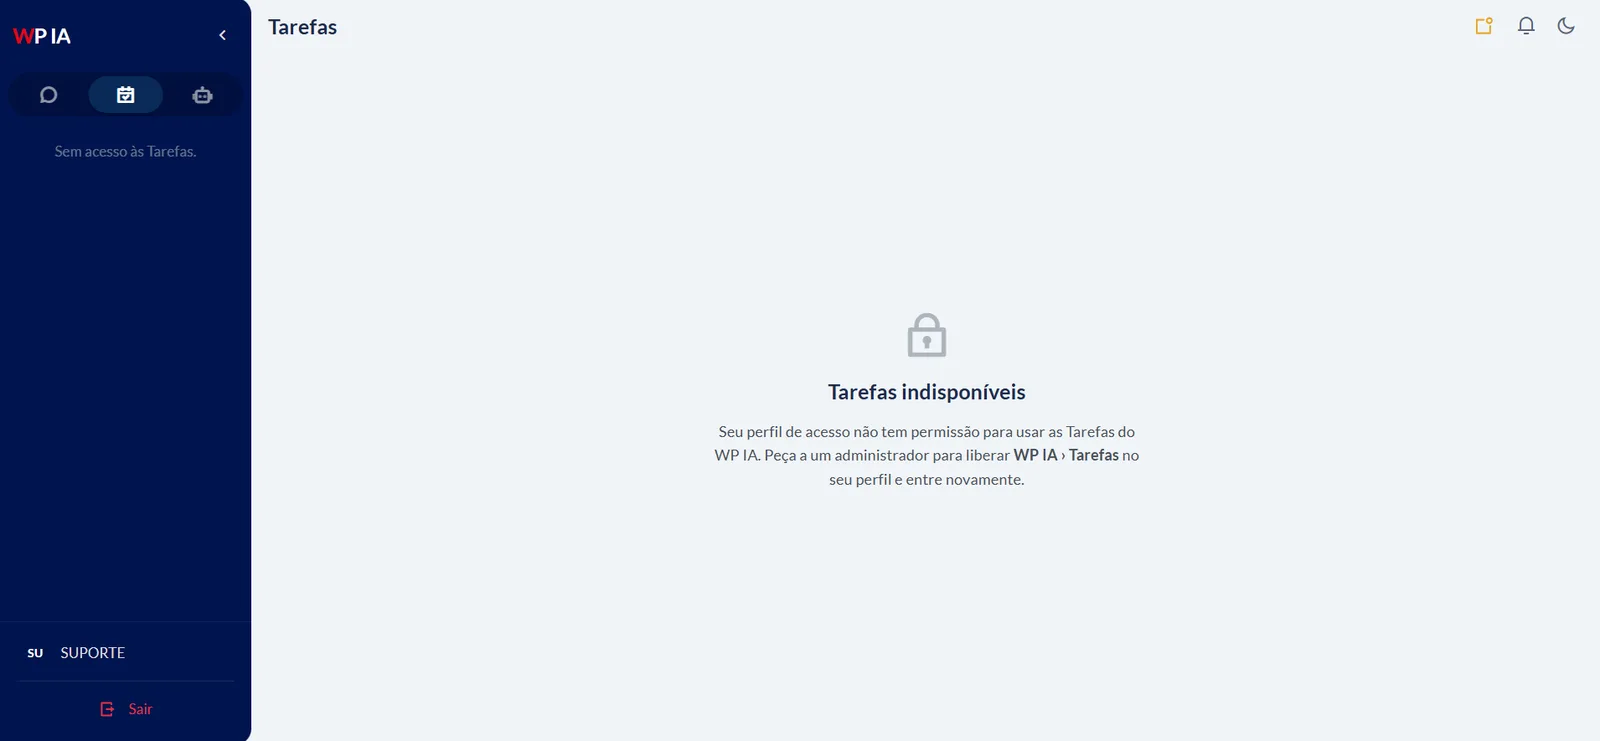 WP IA
Tarefas
Sem acesso às Tarefas.
Tarefas indisponíveis
Seu perfil de acesso não tem permissão para usar as Tarefas do
WP IA. Peça a um administrador para liberar WP IA › Tarefas no
seu perfil e entre novamente.
SU SUPORTE
Sair